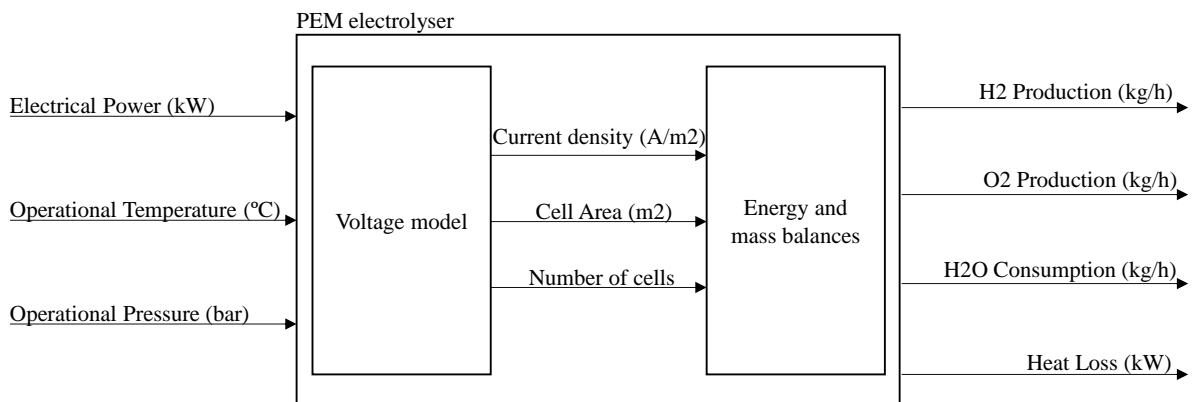 PEM electrolyser
Electrical Power (kW)
Operational Temperature (ºC)
Operational Pressure (bar)
Voltage model
Current density (A/m2)
Cell Area (m2)
Number of cells
Energy and
mass balances
H2 Production (kg/h)
O2 Production (kg/h)
H2O Consumption (kg/h)
Heat Loss (kW)